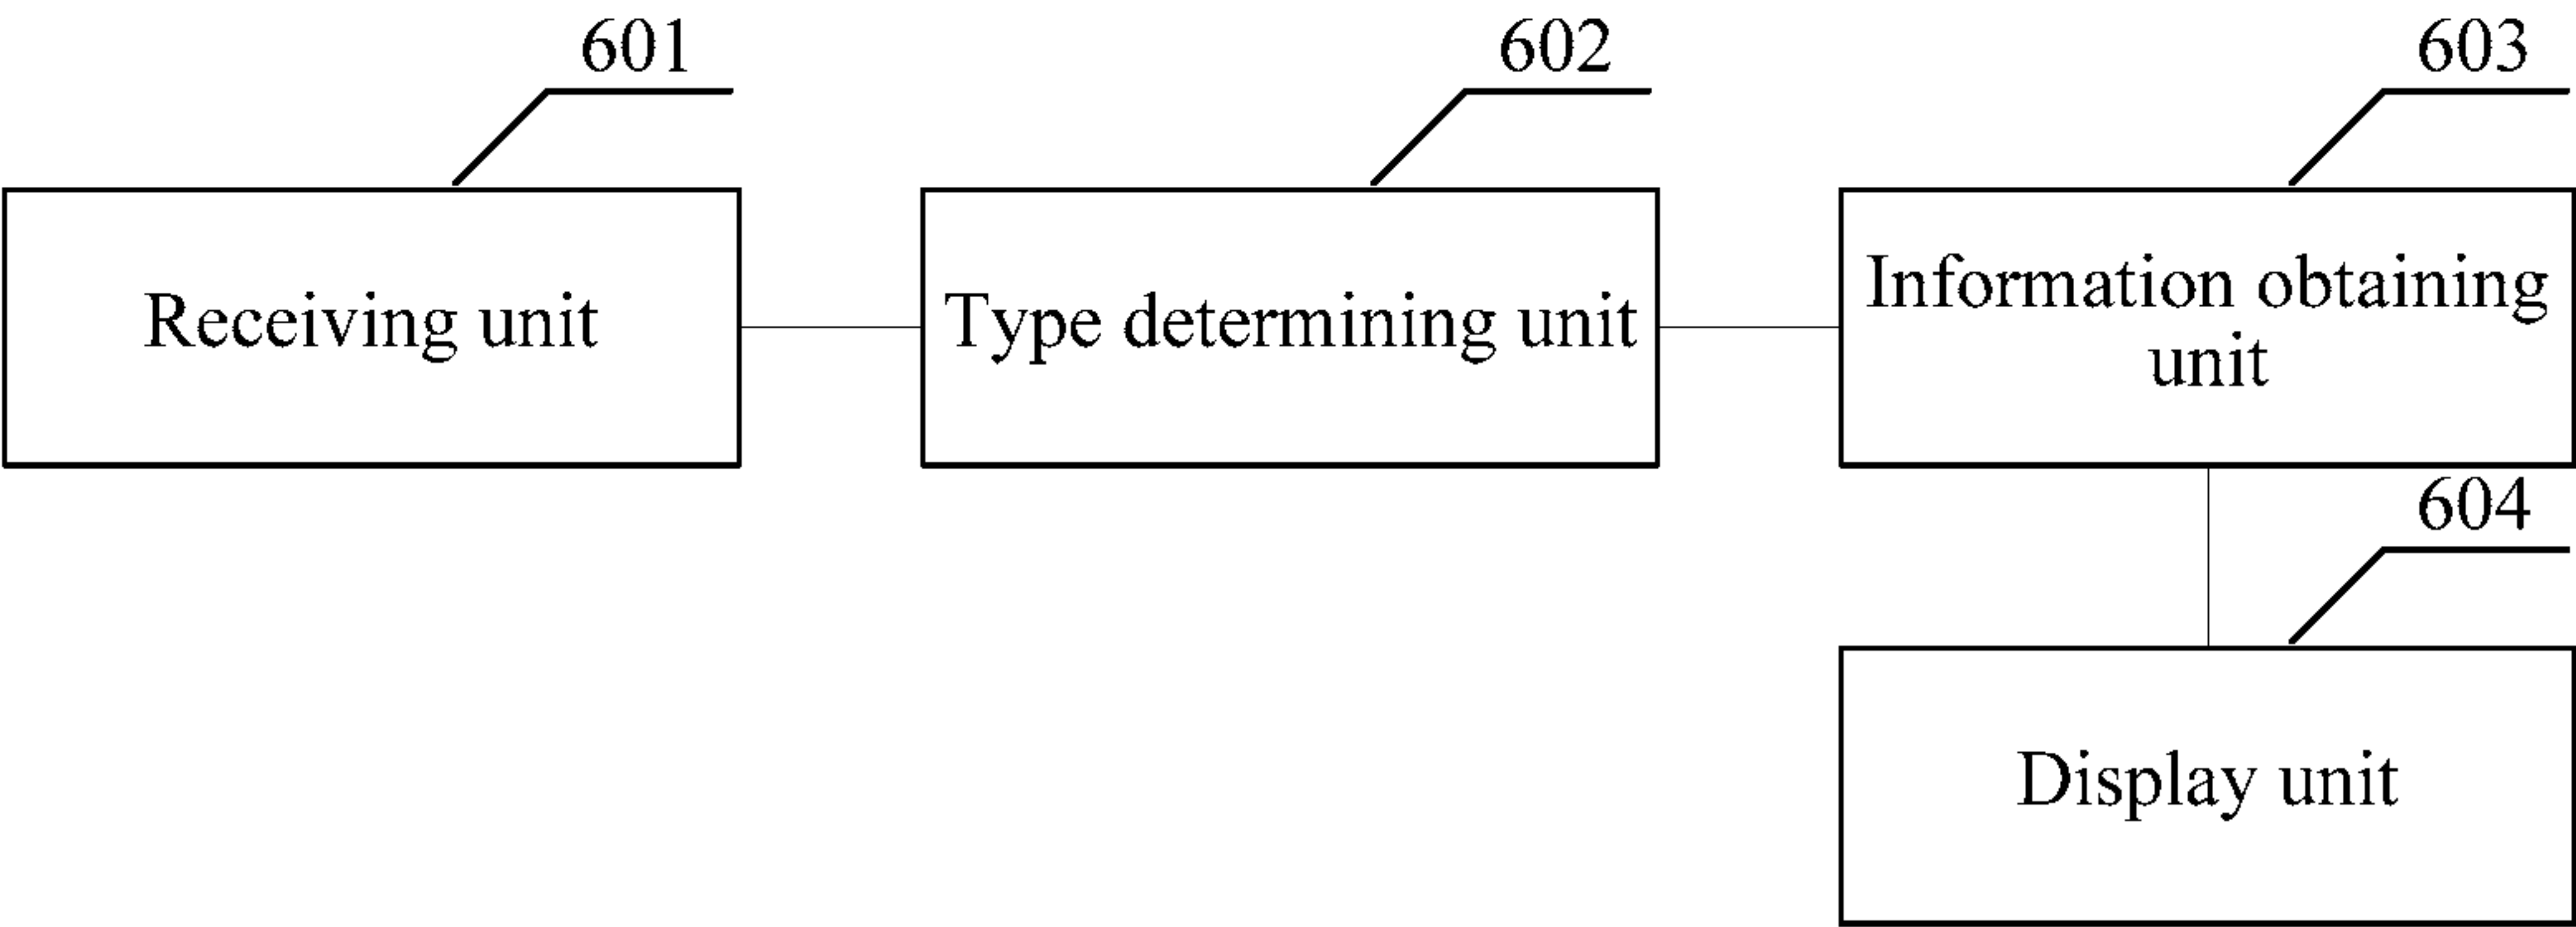 601
602
603
Receiving unit
Type determining unit
Information obtaining
unit
604
Display unit